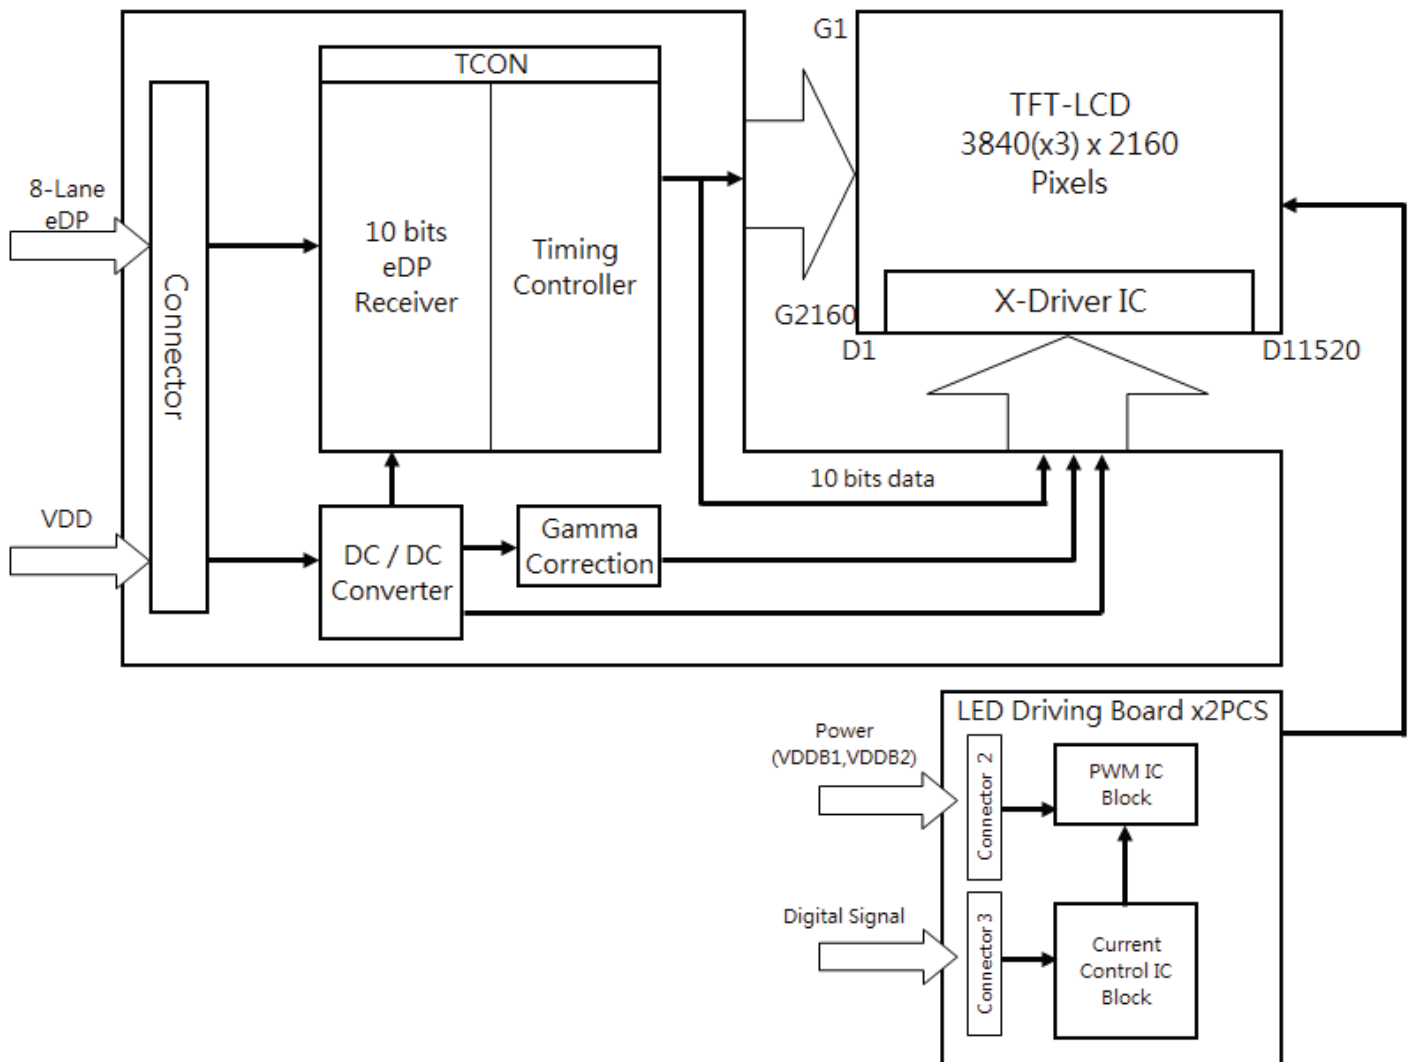 TCON
8-Lane
eDP
Connector
10 bits
eDP
Receiver
Timing
Controller
G1
TFT-LCD
3840(x3) x 2160
Pixels
X-Driver IC
G2160
D1
D11520
10 bits data
VDD
DC / DC
Converter
Gamma
Correction
LED Driving Board x2PCS
Power
(VDDB1,VDDB2)
Connector 2
PWM IC
Block
Digital Signal
Connector 3
Current
Control IC
Block